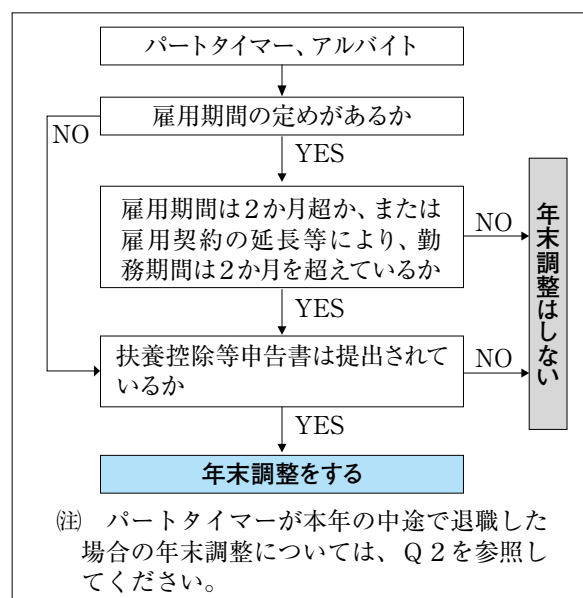 パートタイマー、アルバイト
雇用期間の定めがあるか
NO
YES
雇用期間は２か月超か、または
雇用契約の延長等により、勤
務期間は２か月を超えているか
NO
年末調整はしない
YES
扶養控除等申告書は提出されて
いるか
NO
YES
年末調整をする
㊟　パートタイマーが本年の中途で退職した
場合の年末調整については、Ｑ２を参照し
てください。